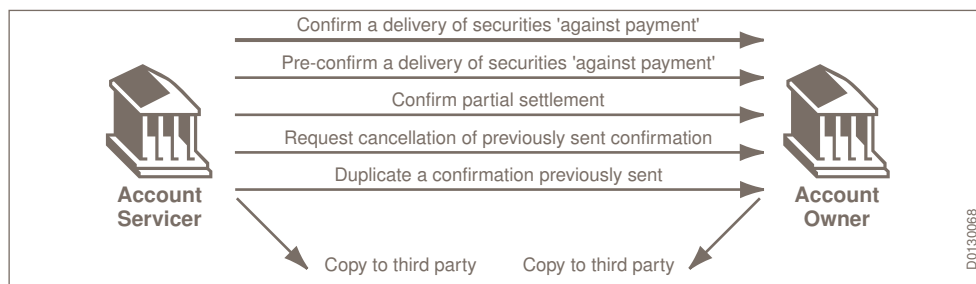 Confirm a delivery of securities 'against payment'
Pre-confirm a delivery of securities 'against payment'
Confirm partial settlement
Request cancellation of previously sent confirmation
Duplicate a confirmation previously sent
Account
Servicer
Account
Owner
Copy to third party
Copy to third party
D0130068